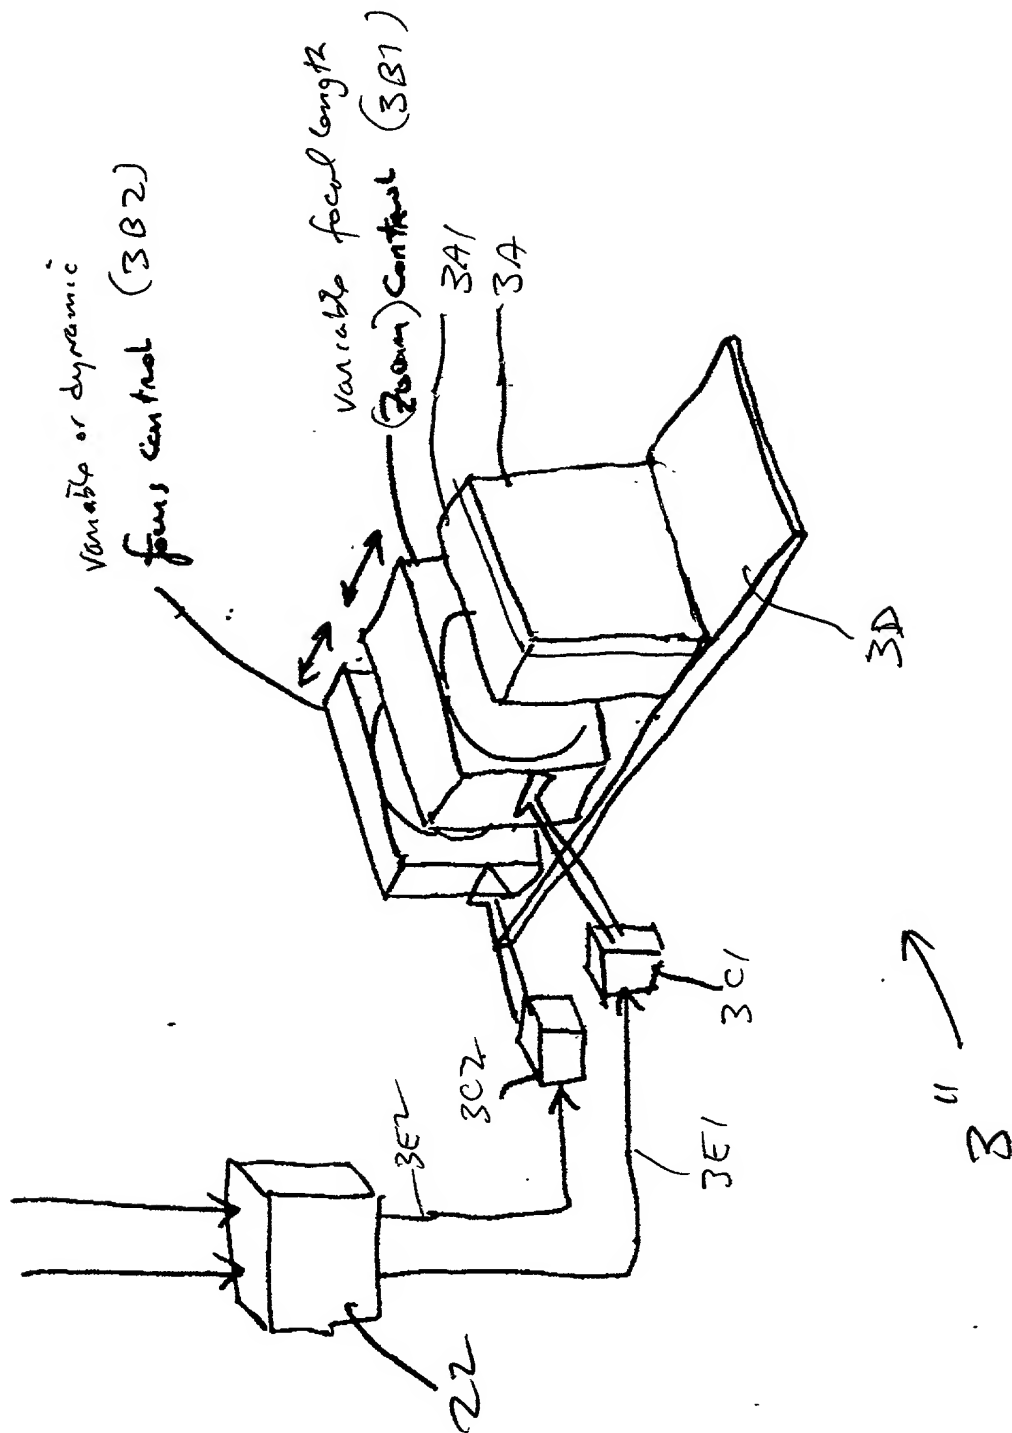 variable or dynamic
focus control (3B2)
variable focal length
(zoom) control (3B1)
3A1
3A
3D
3C1
3C2
3E2
3E1
22
3"